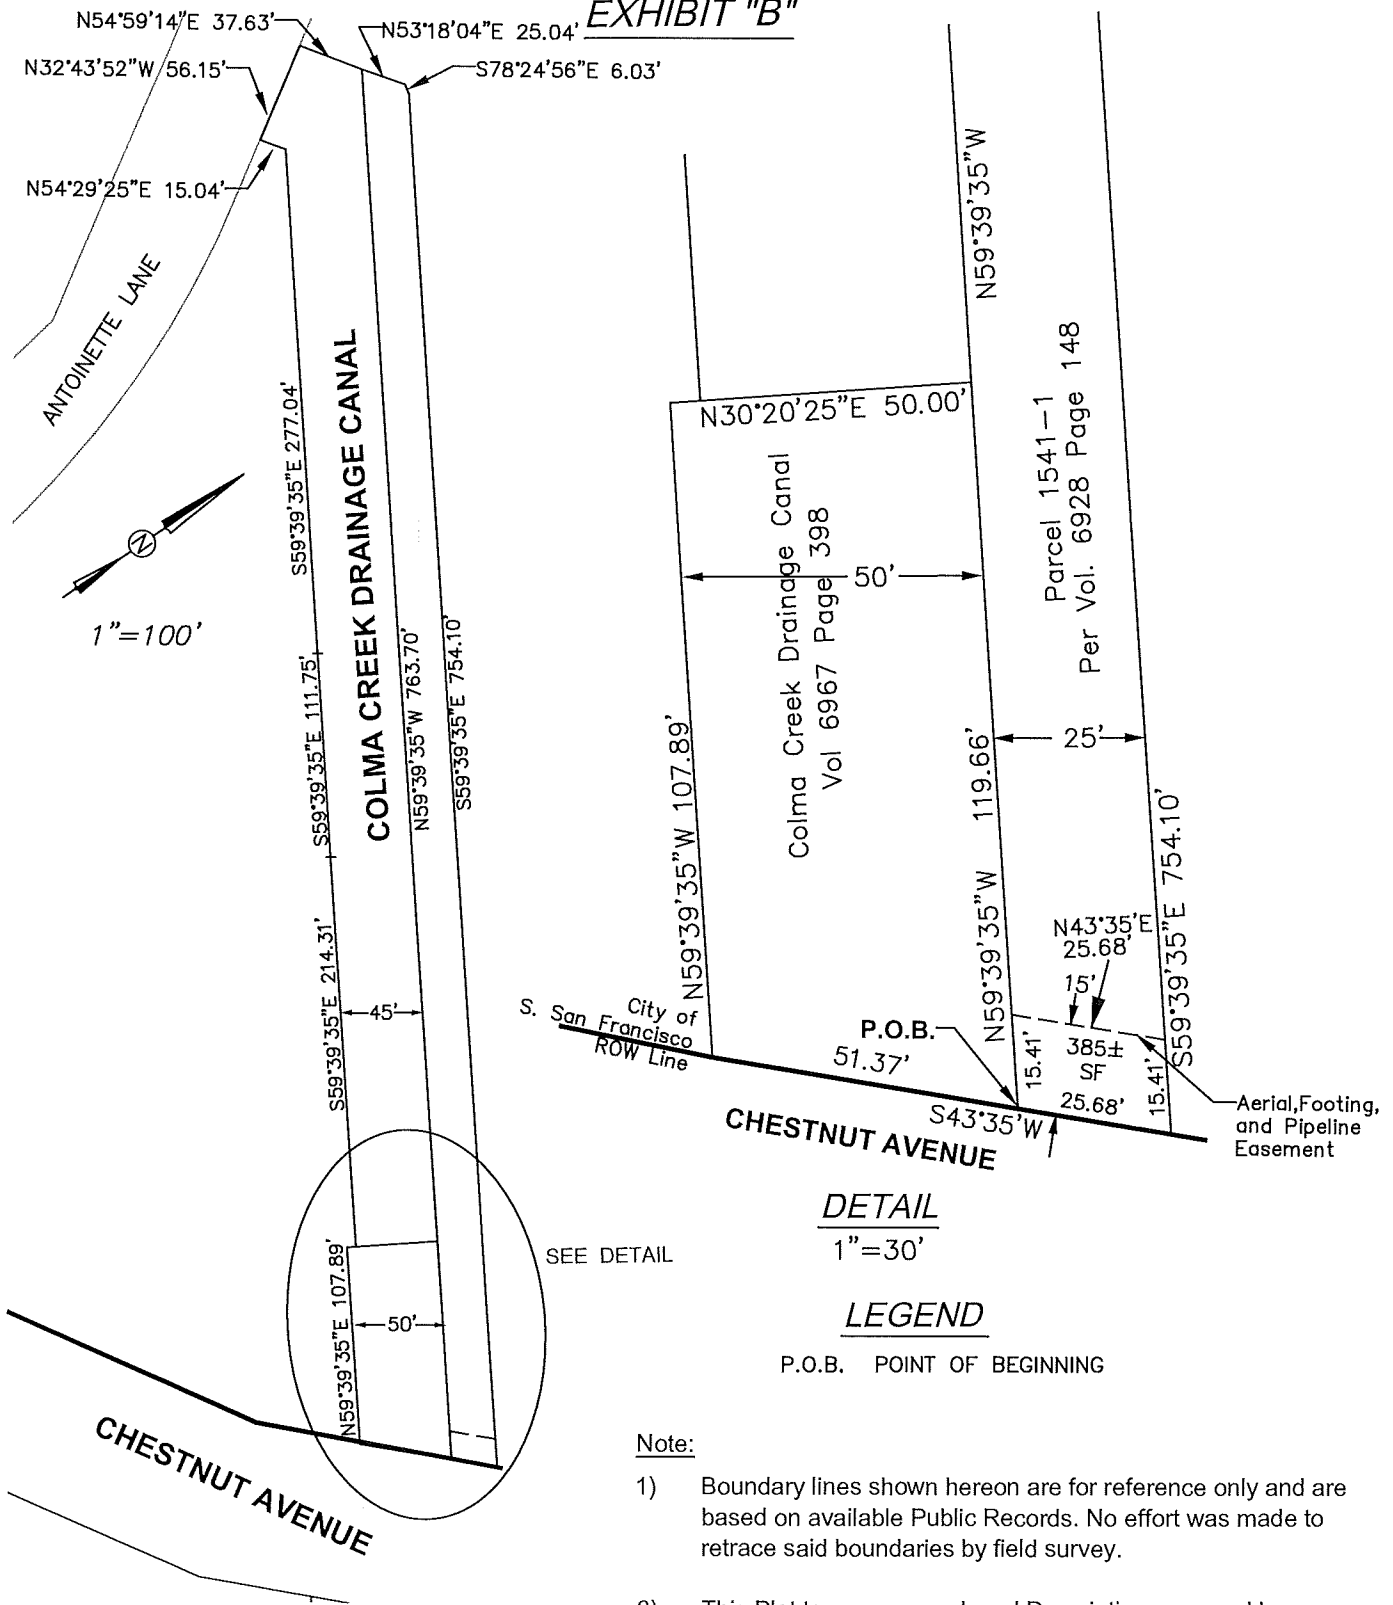 EXHIBIT "B"
N54°59'14"E 37.63'
N53°18'04"E 25.04'
N32°43'52"W 56.15'
S78°24'56"E 6.03'
N54°29'25"E 15.04'
ANTOINETTE LANE
S59°39'35"E 277.04'
COLMA CREEK DRAINAGE CANAL
N
1"=100'
S59°39'35"E 111.75'
N59°39'35"W 763.70'
S59°39'35"E 754.10'
S59°39'35"E 214.31'
45'
SEE DETAIL
N59°39'35"E 107.89'
50'
CHESTNUT AVENUE
N59°39'35"W
N30°20'25"E 50.00'
Colma Creek Drainage Canal
Vol 6967 Page 398
50'
Parcel 1541-1
Per Vol. 6928 Page 148
25'
N59°39'35"W 107.89'
N59°39'35"W 119.66'
S59°39'35"E 754.10'
N43°35'E
25.68'
15'
City of
S. San Francisco
ROW Line
P.O.B.
51.37'
15.41'
385±
SF
25.68'
15.41'
S43°35'W
CHESTNUT AVENUE
Aerial,Footing,
and Pipeline
Easement
DETAIL
1"=30'
LEGEND
P.O.B. POINT OF BEGINNING
Note:
1) Boundary lines shown hereon are for reference only and are
based on available Public Records. No effort was made to
retrace said boundaries by field survey.